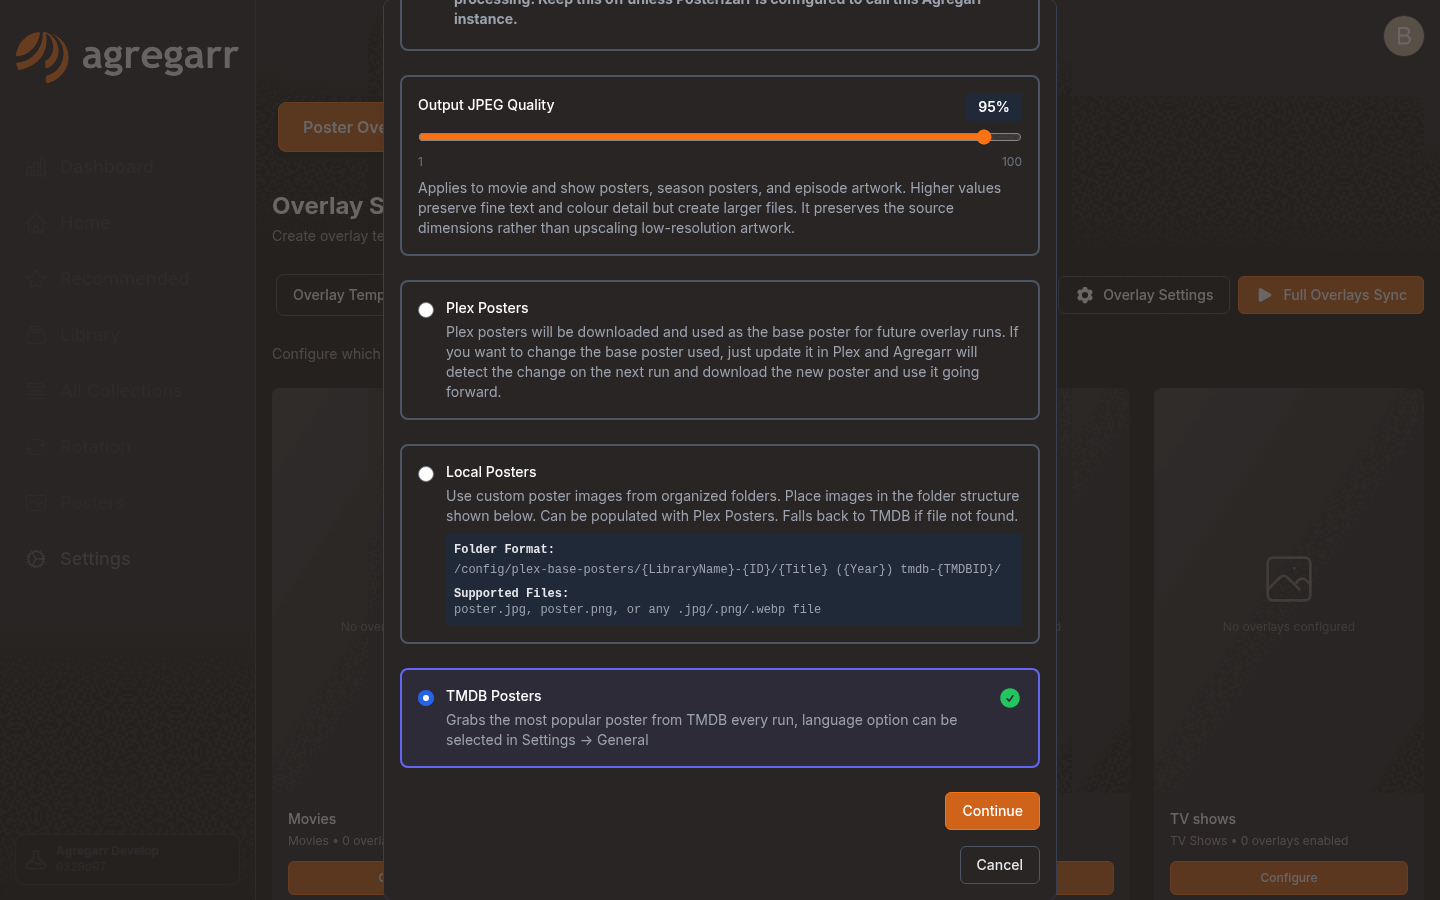 processing. Keep this off unless Posterizarr is configured to call this Agregarr
instance.
agregarr
B
Poster Ove
Dashboard
Home
Recommended
Library
All Collections
Rotation
Posters
Settings
Agregarr Develop
Overlay S
Create overlay te
Overlay Temp
Overlay Settings
Full Overlays Sync
Configure which
Output JPEG Quality
95%
1
100
Applies to movie and show posters, season posters, and episode artwork. Higher values
preserve fine text and colour detail but create larger files. It preserves the source
dimensions rather than upscaling low-resolution artwork.
Plex Posters
Plex posters will be downloaded and used as the base poster for future overlay runs. If
you want to change the base poster used, just update it in Plex and Agregarr will
detect the change on the next run and download the new poster and use it going
forward.
Local Posters
Use custom poster images from organized folders. Place images in the folder structure
shown below. Can be populated with Plex Posters. Falls back to TMDB if file not found.
Folder Format:
/config/plex-base-posters/{LibraryName}-{ID}/{Title} ({Year}) tmdb-{TMDBID}/
Supported Files:
poster.jpg, poster.png, or any .jpg/.png/.webp file
TMDB Posters
Grabs the most popular poster from TMDB every run, language option can be
selected in Settings → General
Continue
Cancel
No over
No overlays configured
Movies
Movies • 0 overla
TV shows
TV Shows • 0 overlays enabled
Configure